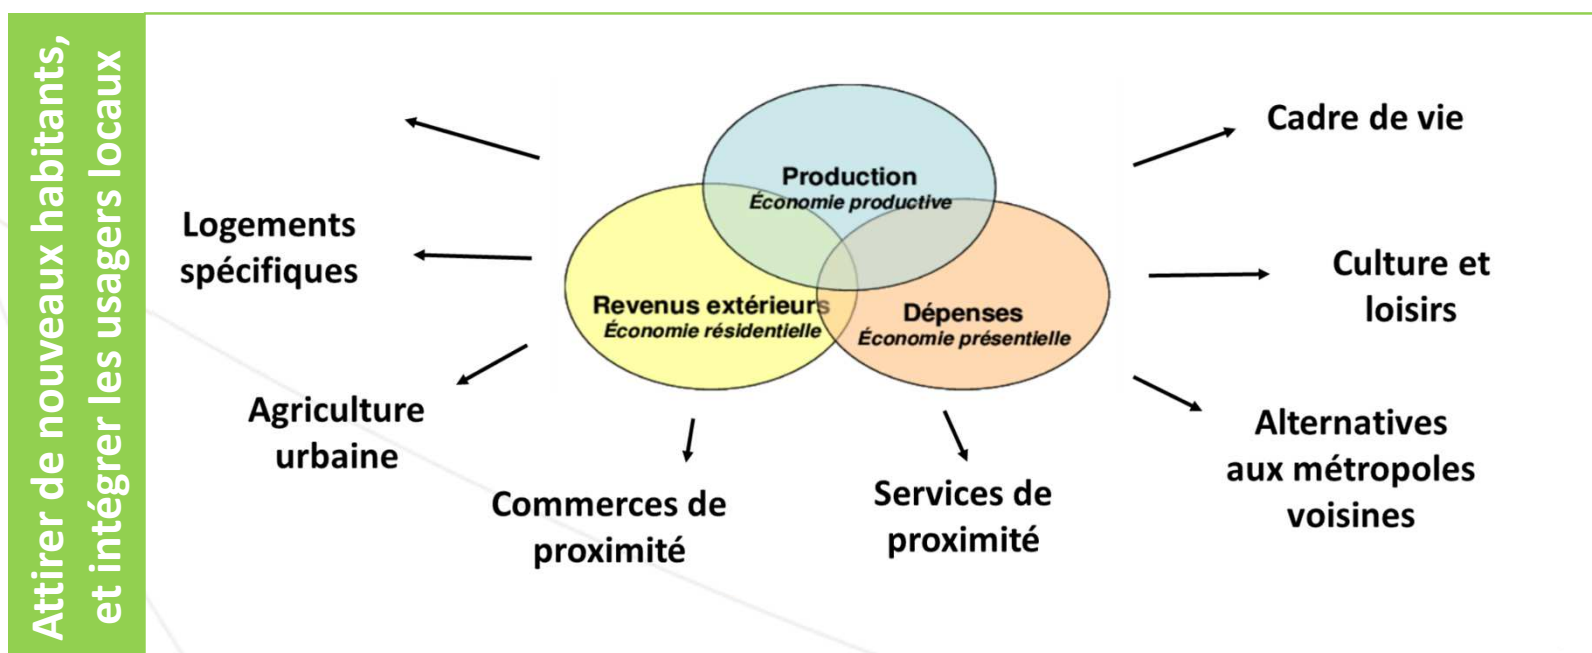 Attirer de nouveaux habitants,
et intégrer les usagers locaux
Production
Économie productive
Revenus extérieurs
Économie résidentielle
Dépenses
Économie présentielle
Logements
spécifiques
Agriculture
urbaine
Commerces de
proximité
Services de
proximité
Cadre de vie
Culture et
loisirs
Alternatives
aux métropoles
voisines